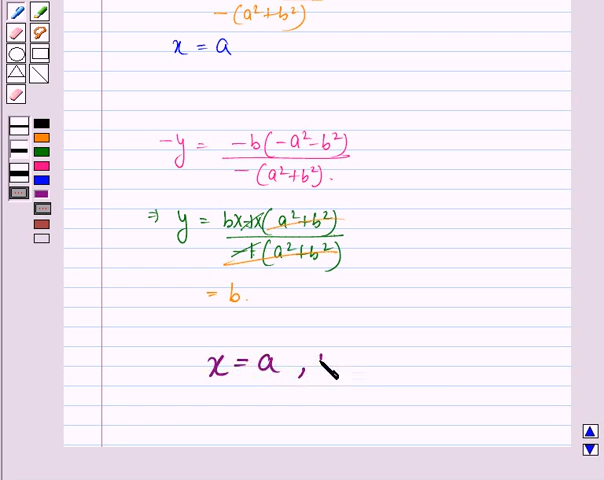 -(a²+b²)
x = a
-y = -b(-a²-b²) / -(a²+b²).
⇒ y = bx-1x(a²+b²) / -1(a²+b²)
= b.
x = a ,